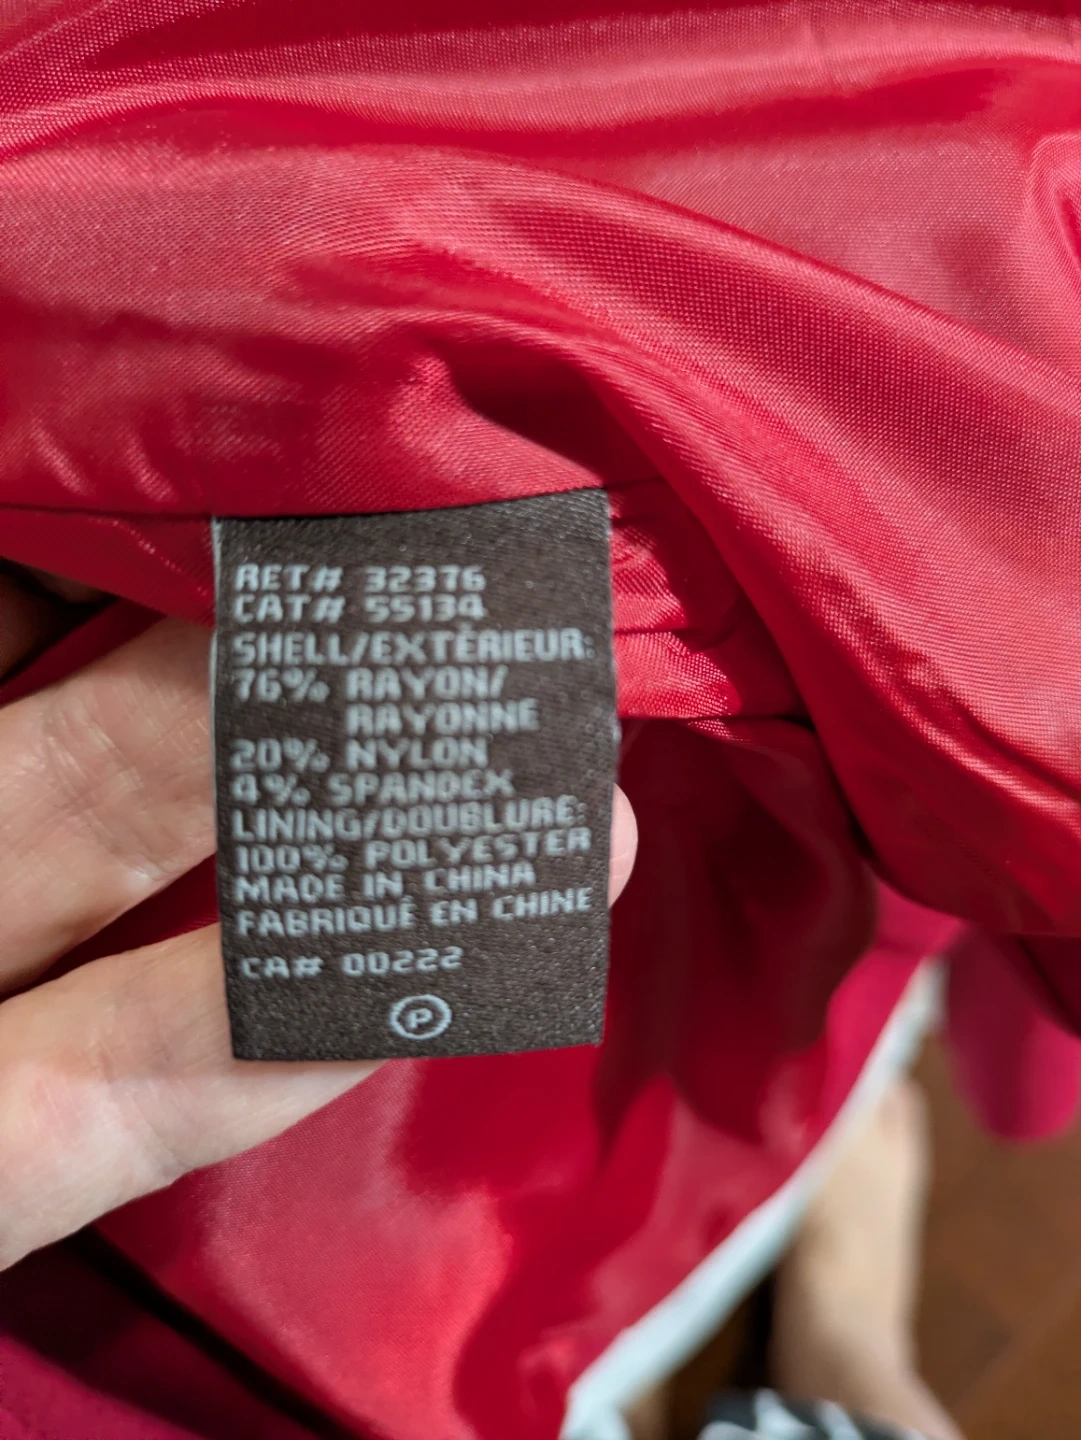 RET# 32376
CAT# 55134
SHELL/EXTÉRIEUR:
76% RAYON/
RAYONNE
20% NYLON
4% SPANDEX
LINING/DOUBLURE:
100% POLYESTER
MADE IN CHINA
FABRIQUÉ EN CHINE
CA# 00222
P